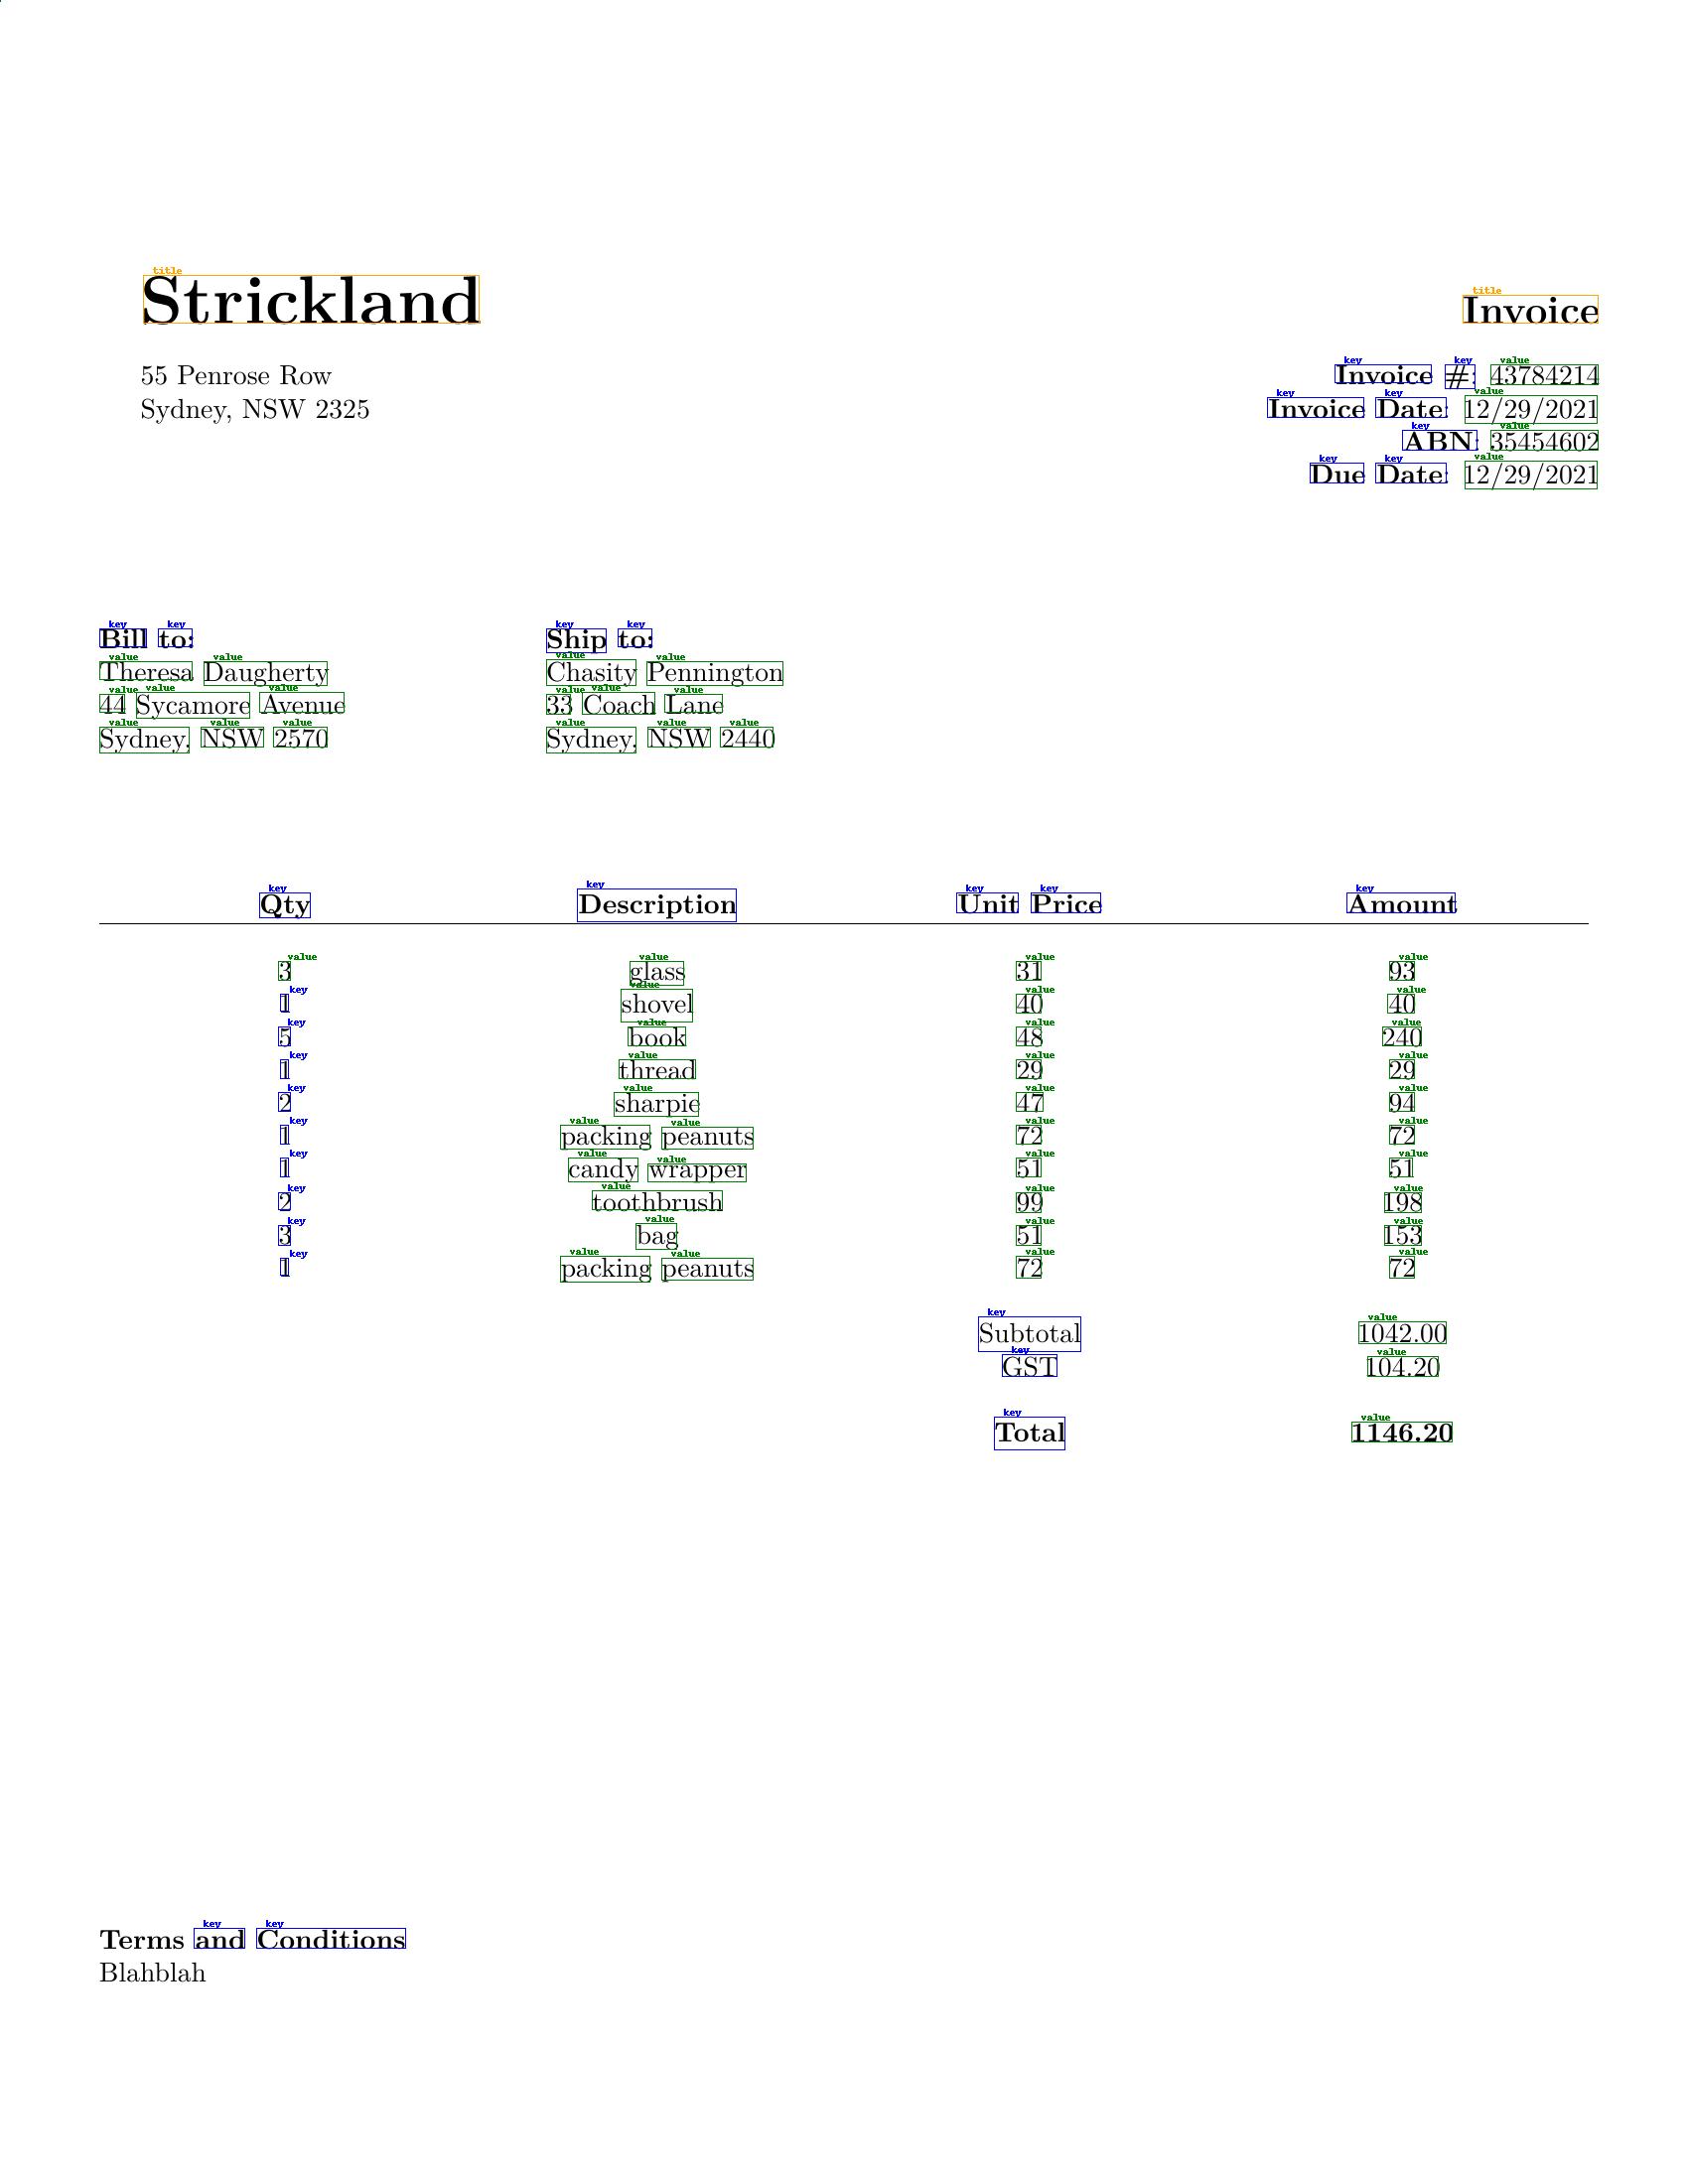 Strickland
Invoice
55 Penrose Row
Sydney, NSW 2325
Invoice #: 43784214
Invoice Date: 12/29/2021
ABN: 35454602
Due Date: 12/29/2021
Bill to:
Theresa Daugherty
44 Sycamore Avenue
Sydney, NSW 2570
Ship to:
Chasity Pennington
33 Coach Lane
Sydney, NSW 2440
Qty Description Unit Price Amount
3 glass 31 93
1 shovel 40 40
5 book 48 240
1 thread 29 29
2 sharpie 47 94
1 packing peanuts 72 72
1 candy wrapper 51 51
2 toothbrush 99 198
3 bag 51 153
1 packing peanuts 72 72
Subtotal 1042.00
GST 104.20
Total 1146.20
Terms and Conditions
Blahblah